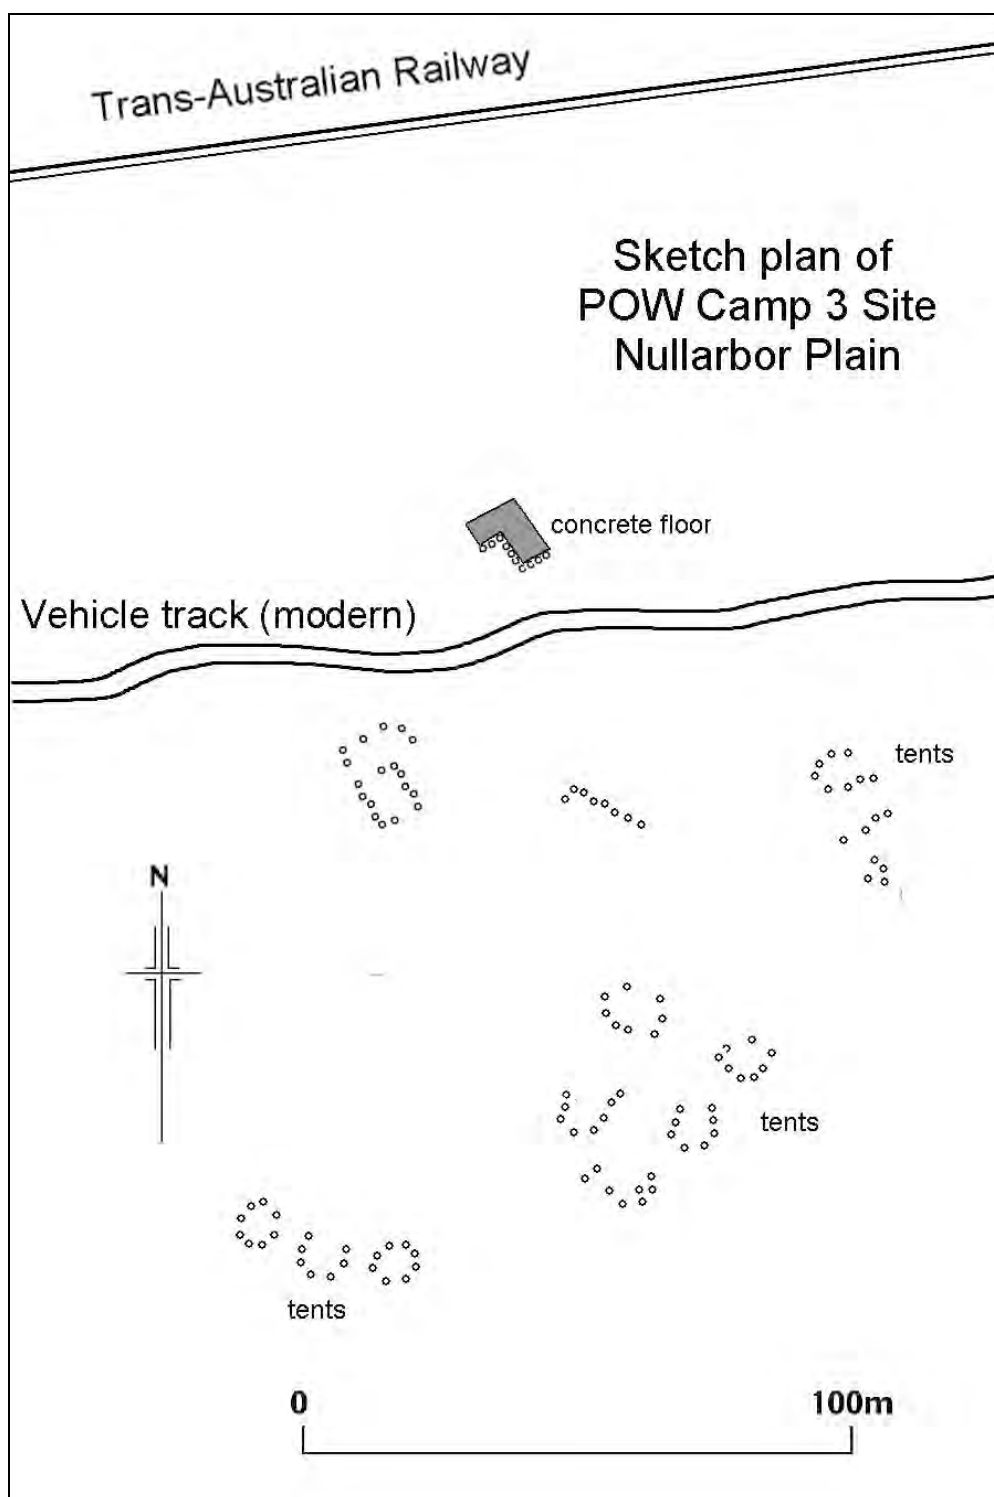 Trans-Australian Railway
Sketch plan of
POW Camp 3 Site
Nullarbor Plain
concrete floor
Vehicle track (modern)
tents
N
tents
tents
0 100m